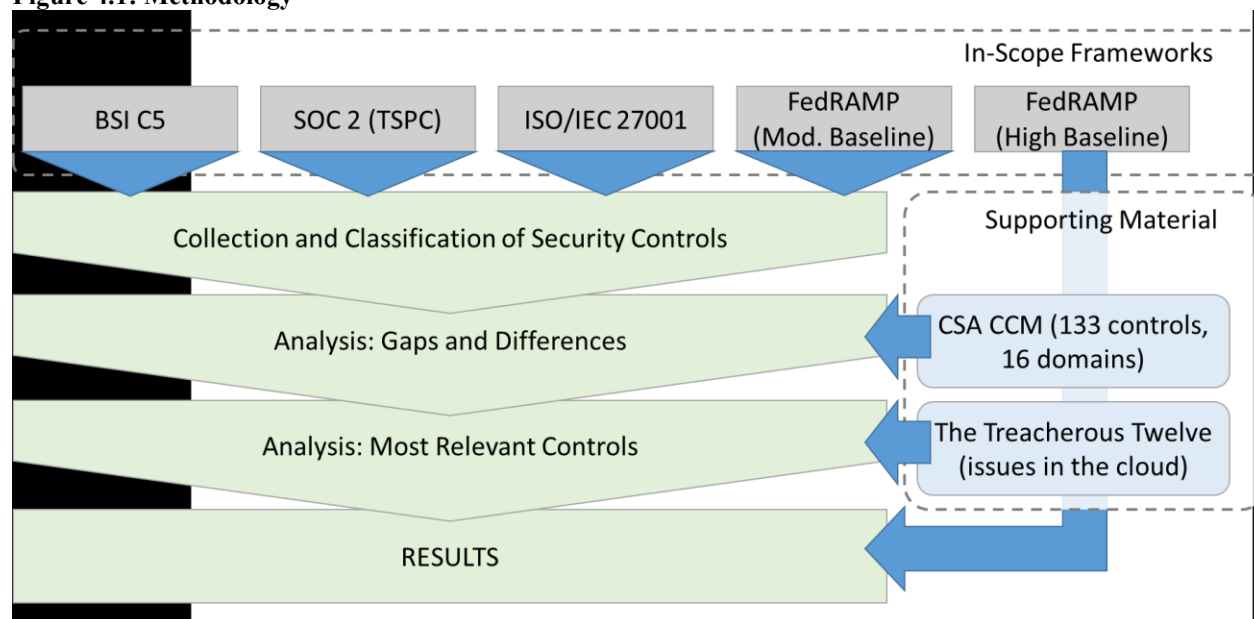 Figure 4.1: Methodology
In-Scope Frameworks
BSI C5
SOC 2 (TSPC)
ISO/IEC 27001
FedRAMP
(Mod. Baseline)
FedRAMP
(High Baseline)
Supporting Material
Collection and Classification of Security Controls
Analysis: Gaps and Differences
CSA CCM (133 controls,
16 domains)
Analysis: Most Relevant Controls
The Treacherous Twelve
(issues in the cloud)
RESULTS